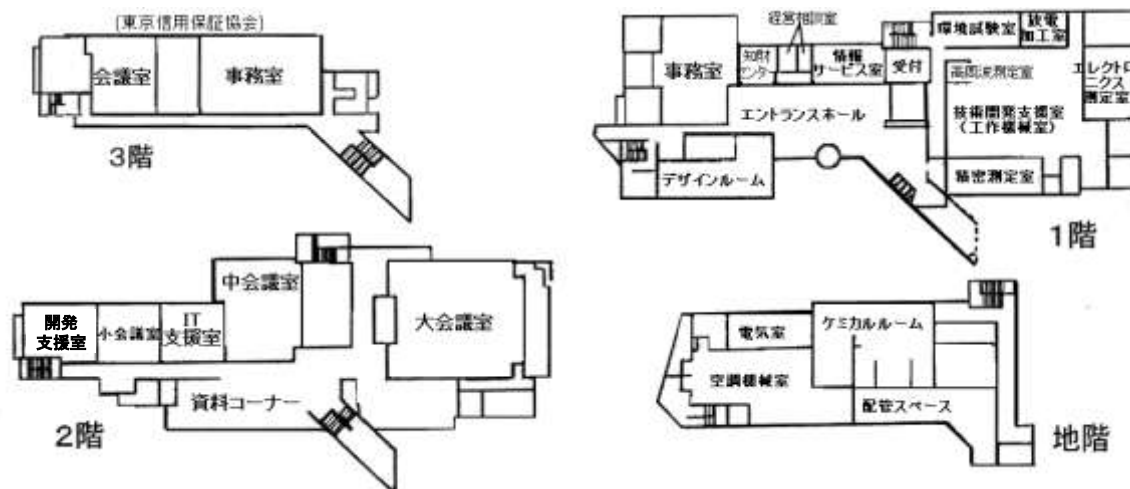 (東京信用保証協会)
会議室
事務室
3階
経営相談室
事務室
知財
センター
情報
サービス室
受付
環境試験室
放電
加工室
高周波測定室
エレクトロ
ニクス
測定室
エントランスホール
技術開発支援室
(工作機械室)
デザインルーム
精密測定室
1階
中会議室
開発
支援室
小会議室
IT
支援室
大会議室
資料コーナー
2階
電気室
ケミカルルーム
空調機械室
配管スペース
地階